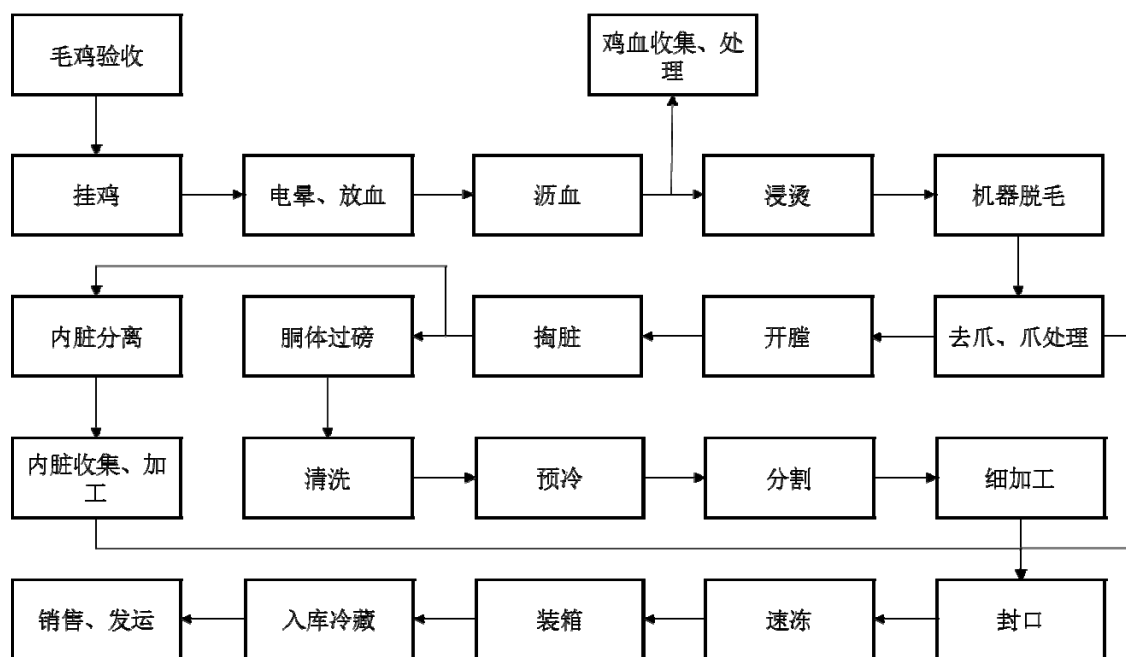 毛鸡验收
鸡血收集、处
理
挂鸡
电晕、放血
沥血
浸烫
机器脱毛
内脏分离
胴体过磅
掏脏
开膛
去爪、爪处理
内脏收集、加
工
清洗
预冷
分割
细加工
销售、发运
入库冷藏
装箱
速冻
封口